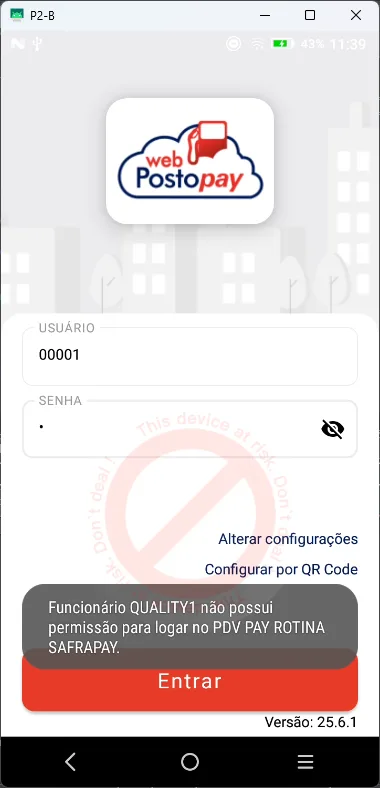 P2-B
43% 11:39
web
Postopay
USUÁRIO
00001
SENHA
•
This device at risk. Don't deal !
Alterar configurações
Configurar por QR Code
Funcionário QUALITY1 não possui
permissão para logar no PDV PAY ROTINA
SAFRAPAY.
Entrar
Versão: 25.6.1